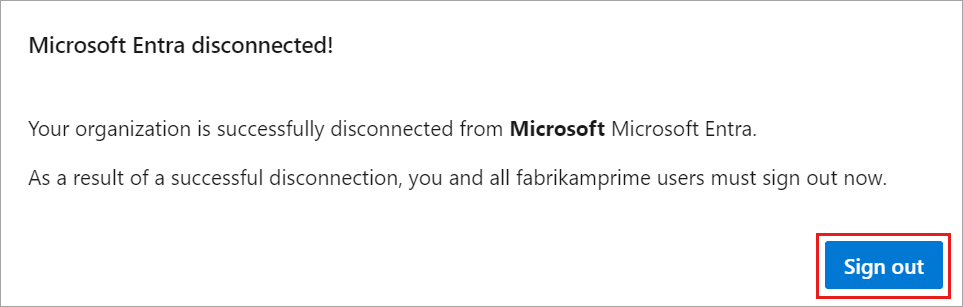 Microsoft Entra disconnected!
Your organization is successfully disconnected from Microsoft Microsoft Entra.
As a result of a successful disconnection, you and all fabrikamprime users must sign out now.
Sign out